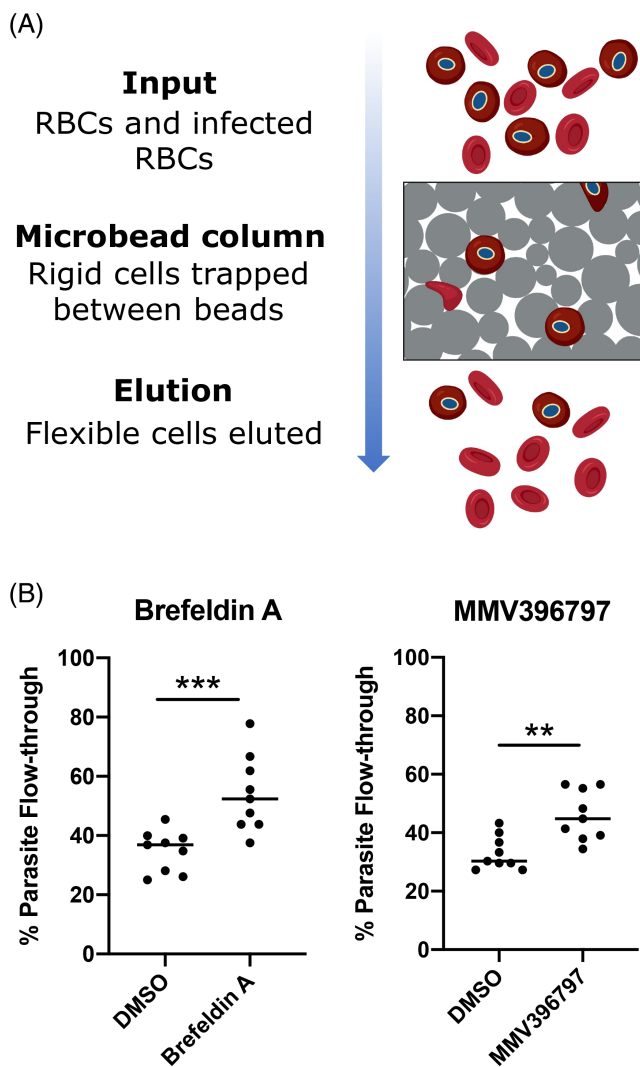 (A)
Input
RBCs and infected
RBCs
Microbead column
Rigid cells trapped
between beads
Elution
Flexible cells eluted
(B)
Brefeldin A
% Parasite Flow-through
100
80
60
40
20
0
***
DMSO
Brefeldin A
MMV396797
% Parasite Flow-through
100
80
60
40
20
0
**
DMSO
MMV396797